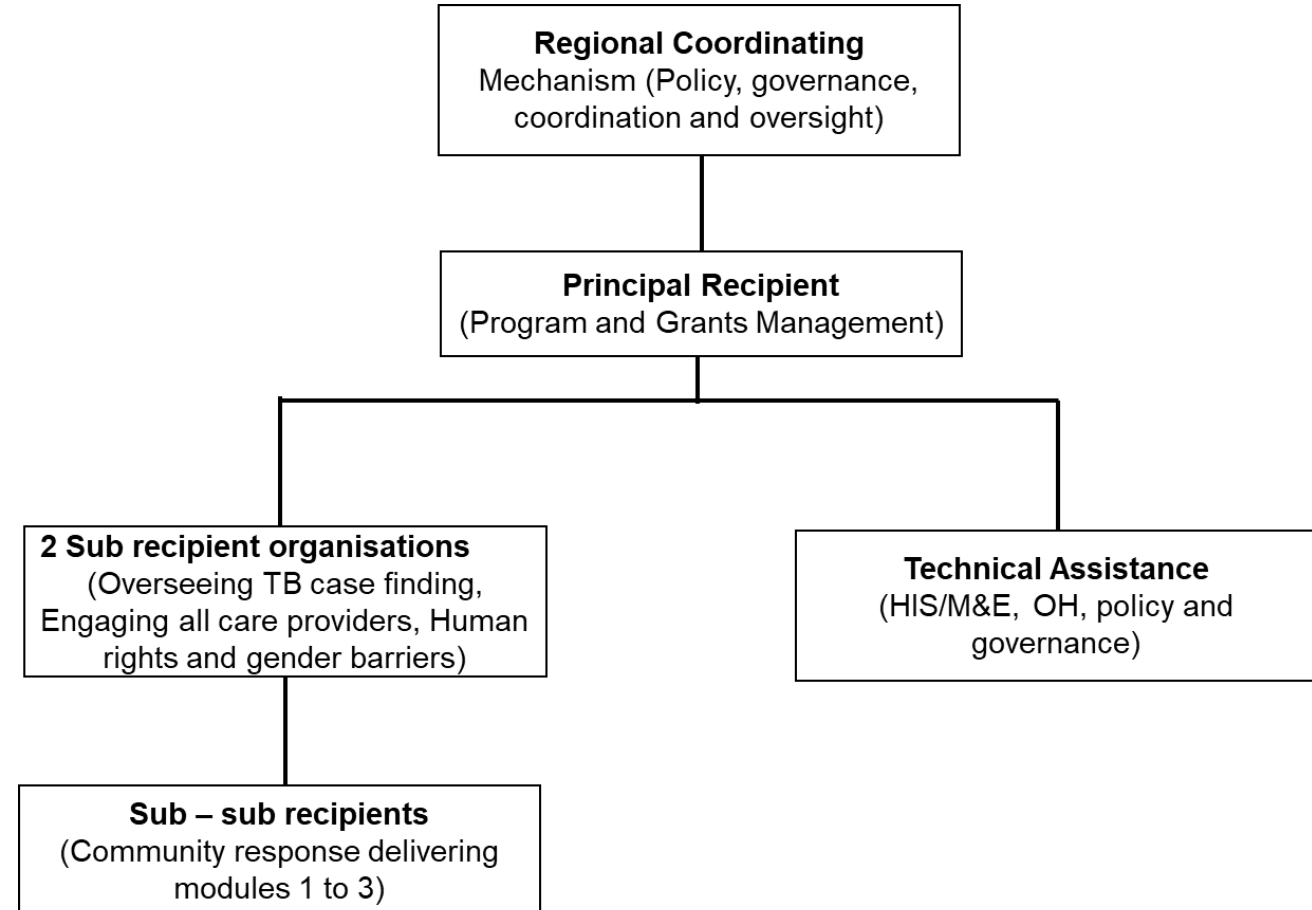 Regional Coordinating
Mechanism (Policy, governance,
coordination and oversight)
Principal Recipient
(Program and Grants Management)
2 Sub recipient organisations
(Overseeing TB case finding,
Engaging all care providers, Human
rights and gender barriers)
Technical Assistance
(HIS/M&E, OH, policy and
governance)
Sub – sub recipients
(Community response delivering
modules 1 to 3)